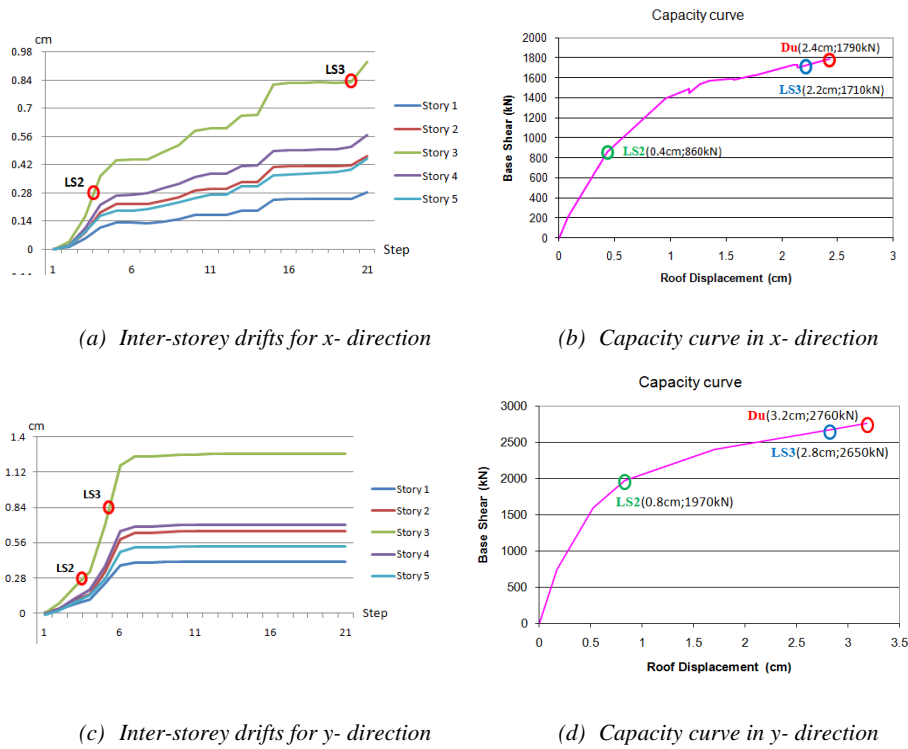 cm
0.98
0.84
0.7
0.56
0.42
0.28
0.14
0
LS2
LS3
Story 1
Story 2
Story 3
Story 4
Story 5
Step
1
6
11
16
21
(a) Inter-storey drifts for x- direction
Capacity curve
Base Shear (kN)
2000
1800
1600
1400
1200
1000
800
600
400
200
0
Du(2.4cm;1790kN)
LS3(2.2cm;1710kN)
LS2(0.4cm;860kN)
0
0.5
1
1.5
2
2.5
3
Roof Displacement (cm)
(b) Capacity curve in x- direction
cm
1.4
1.12
0.84
0.56
0.28
0
LS3
LS2
Story 1
Story 2
Story 3
Story 4
Story 5
Step
1
6
11
16
21
(c) Inter-storey drifts for y- direction
Capacity curve
Base Shear (kN)
3000
2500
2000
1500
1000
500
0
Du(3.2cm;2760kN)
LS3(2.8cm;2650kN)
LS2(0.8cm;1970kN)
0
0.5
1
1.5
2
2.5
3
3.5
Roof Displacement (cm)
(d) Capacity curve in y- direction